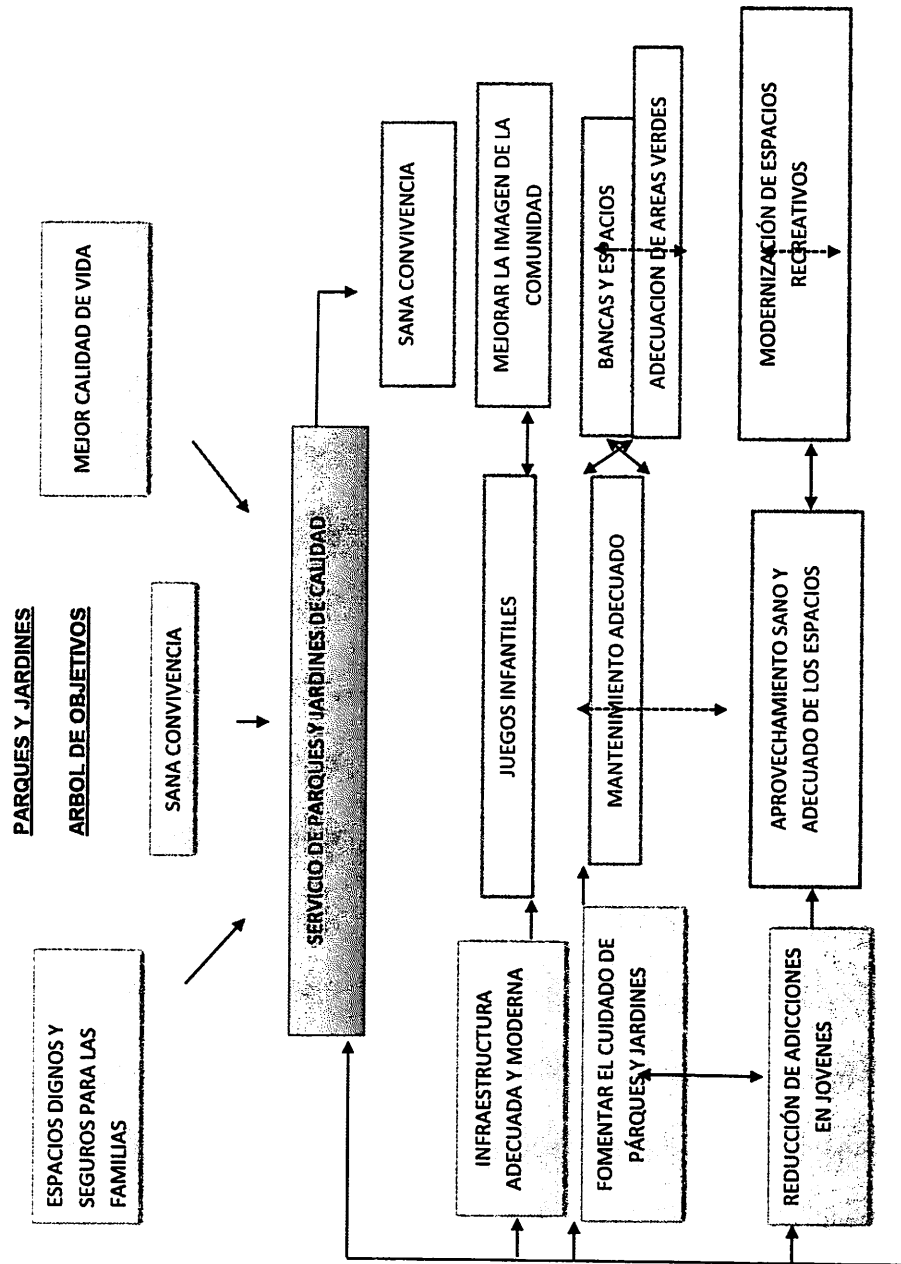 PARQUES Y JARDINES
ARBOL DE OBJETIVOS
ESPACIOS DIGNOS Y
SEGUROS PARA LAS
FAMILIAS
SANA CONVIVENCIA
MEJOR CALIDAD DE VIDA
SERVICIO DE PARQUES Y JARDINES DE CALIDAD
SANA CONVIVENCIA
INFRAESTRUCTURA
ADECUADA Y MODERNA
JUEGOS INFANTILES
MEJORAR LA IMAGEN DE LA
COMUNIDAD
FOMENTAR EL CUIDADO DE
PÁRQUES Y JARDINES
MANTENIMIENTO ADECUADO
BANCAS Y ESPACIOS
ADECUACION DE AREAS VERDES
REDUCCIÓN DE ADICCIONES
EN JOVENES
APROVECHAMIENTO SANO Y
ADECUADO DE LOS ESPACIOS
MODERNIZACIÓN DE ESPACIOS
RECREATIVOS